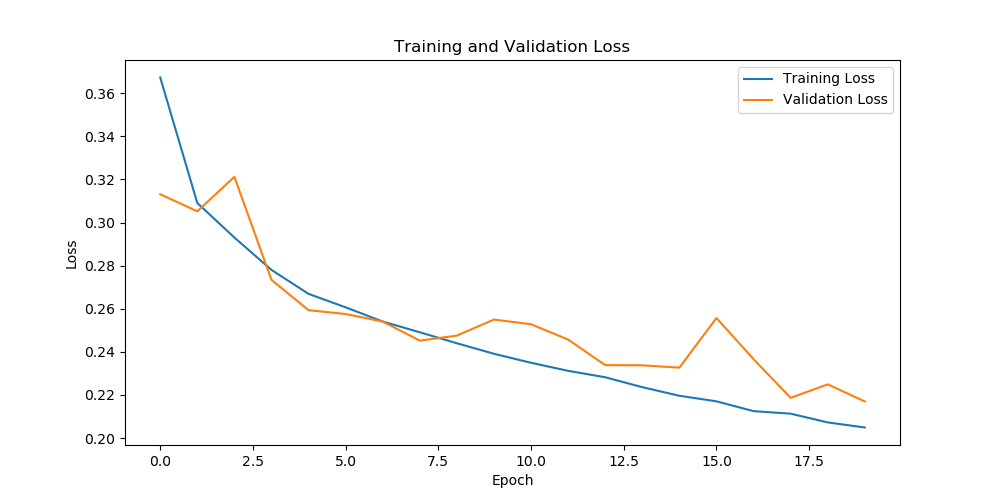 Training and Validation Loss
Training Loss
Validation Loss
0.36
0.34
0.32
0.30
0.28
0.26
0.24
0.22
0.20
Loss
0.0 2.5 5.0 7.5 10.0 12.5 15.0 17.5
Epoch